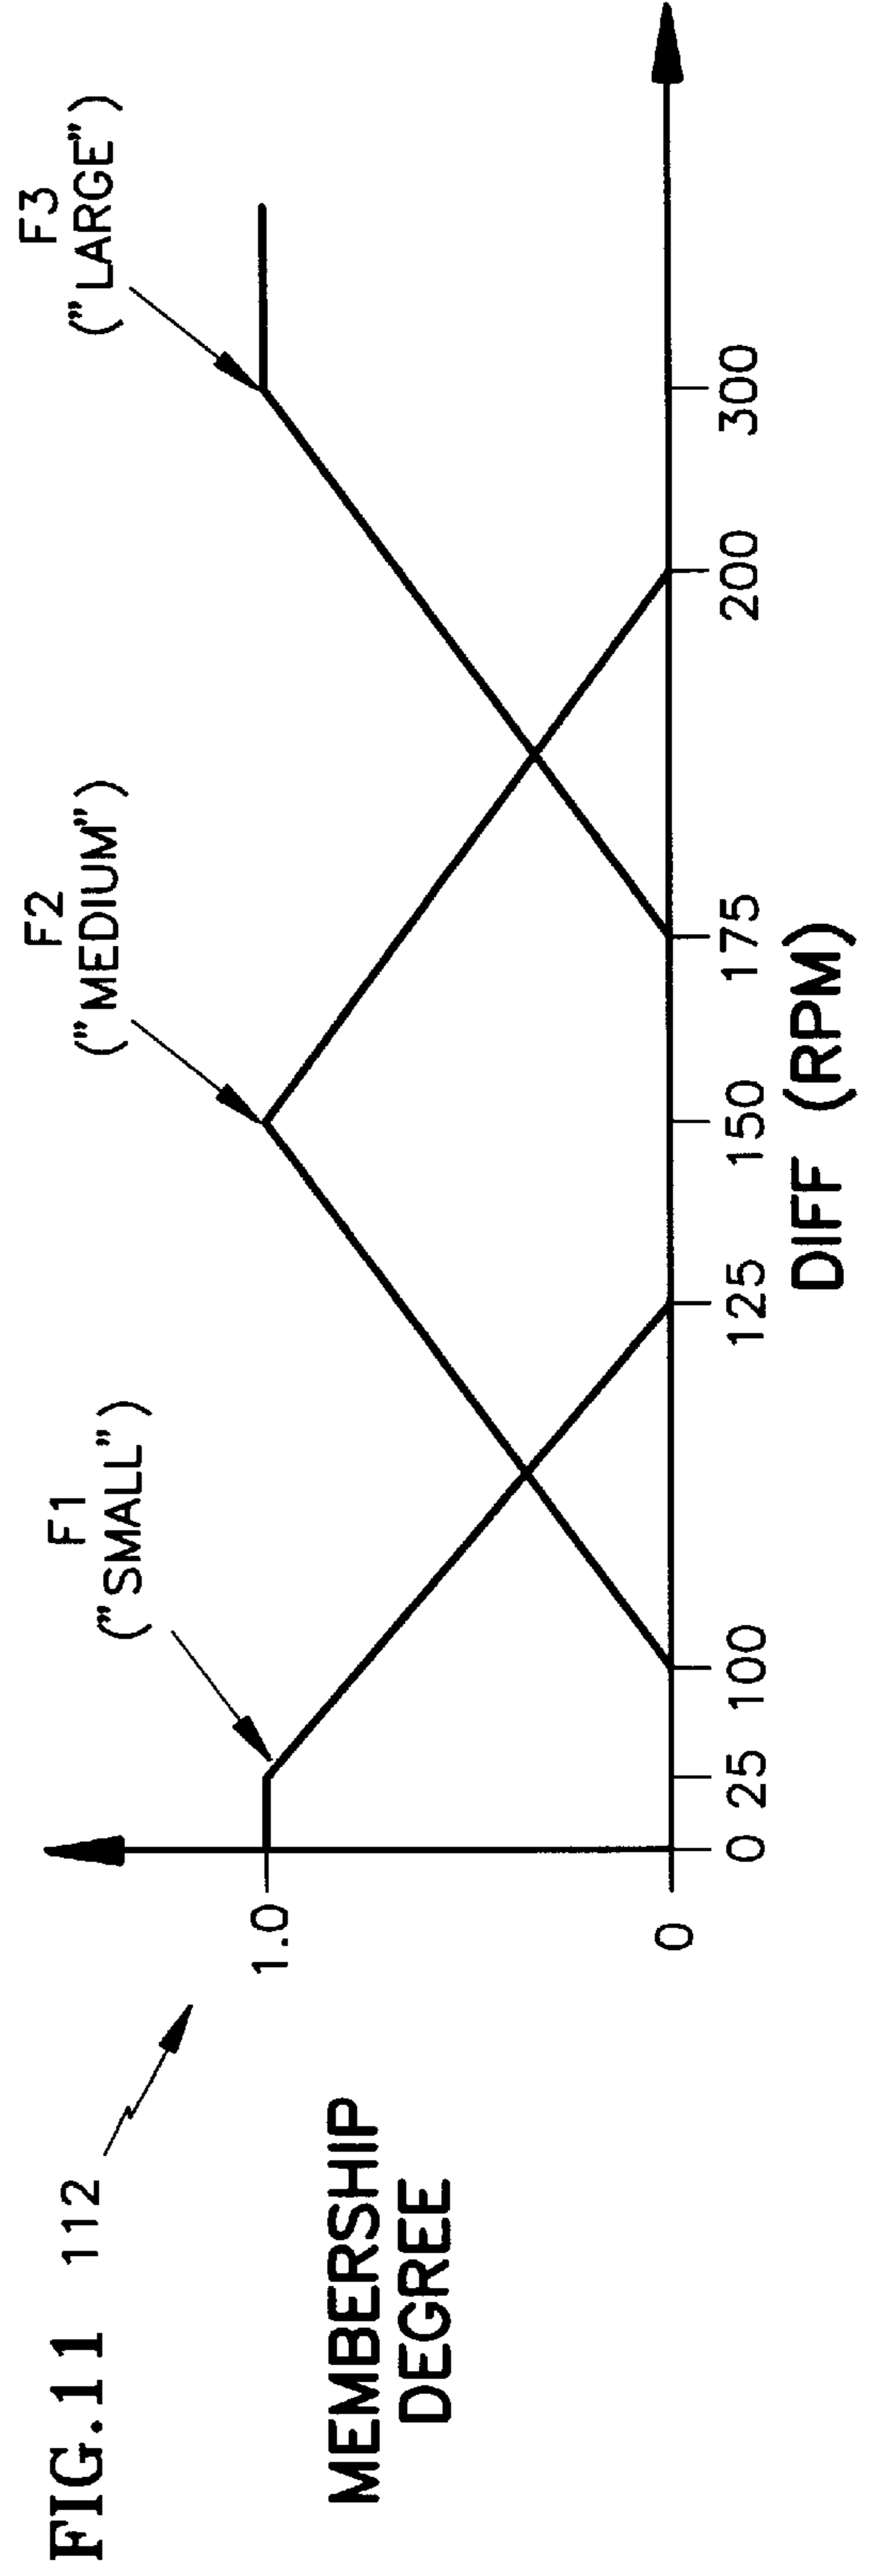 FIG.11
112
F1
("SMALL")
F2
("MEDIUM")
F3
("LARGE")
MEMBERSHIP
DEGREE
1.0
0
0 25 100 125 150 175 200 300
DIFF (RPM)